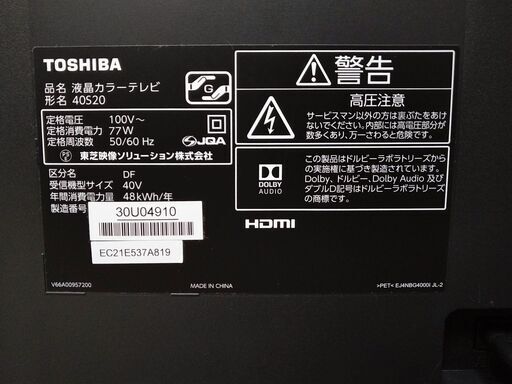 TOSHIBA
品名 液晶カラーテレビ
形名 40S20
G
定格電圧 100V～
定格消費電力 77W
定格周波数 50/60 Hz
JQA
東芝映像ソリューション株式会社
区分名 DF
受信機型サイズ 40V
年間消費電力量 48kWh/年
製造番号
30U04910
EC21E537A819
V66A00957200
MADE IN CHINA
警告
高圧注意
サービスマン以外の方は裏ぶたをあけないでください。内部には高電圧部分が数多くあり、万一さわると危険です。
DOLBY
AUDIO
この製品はドルビーラボラトリーズからの実施権に基づき製造されています。Dolby、ドルビー、Dolby Audio 及びダブルD記号はドルビーラボラトリーズの商標です。
HDMI
>PET< EJ4NBG4000i JL-2